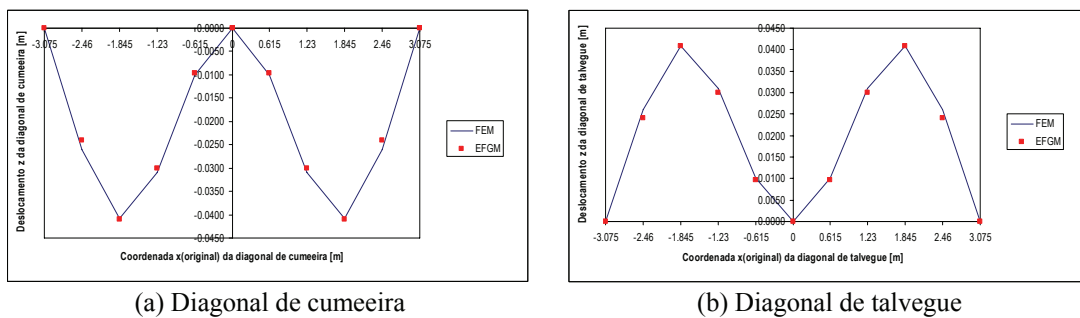 Deslocamento z da diagonal de cumeeira [m]
0.0000
-0.0050
-0.0100
-0.0150
-0.0200
-0.0250
-0.0300
-0.0350
-0.0400
-0.0450
-3.075 -2.46 -1.845 -1.23 -0.615 0 0.615 1.23 1.845 2.46 3.075
Coordenada x(original) da diagonal de cumeeira [m]
FEM
EFGM
(a) Diagonal de cumeeira
Deslocamento z da diagonal de talvegue [m]
0.0450
0.0400
0.0350
0.0300
0.0250
0.0200
0.0150
0.0100
0.0050
0.0000
-3.075 -2.46 -1.845 -1.23 -0.615 0 0.615 1.23 1.845 2.46 3.075
Coordenada x(original) da diagonal de talvegue [m]
FEM
EFGM
(b) Diagonal de talvegue